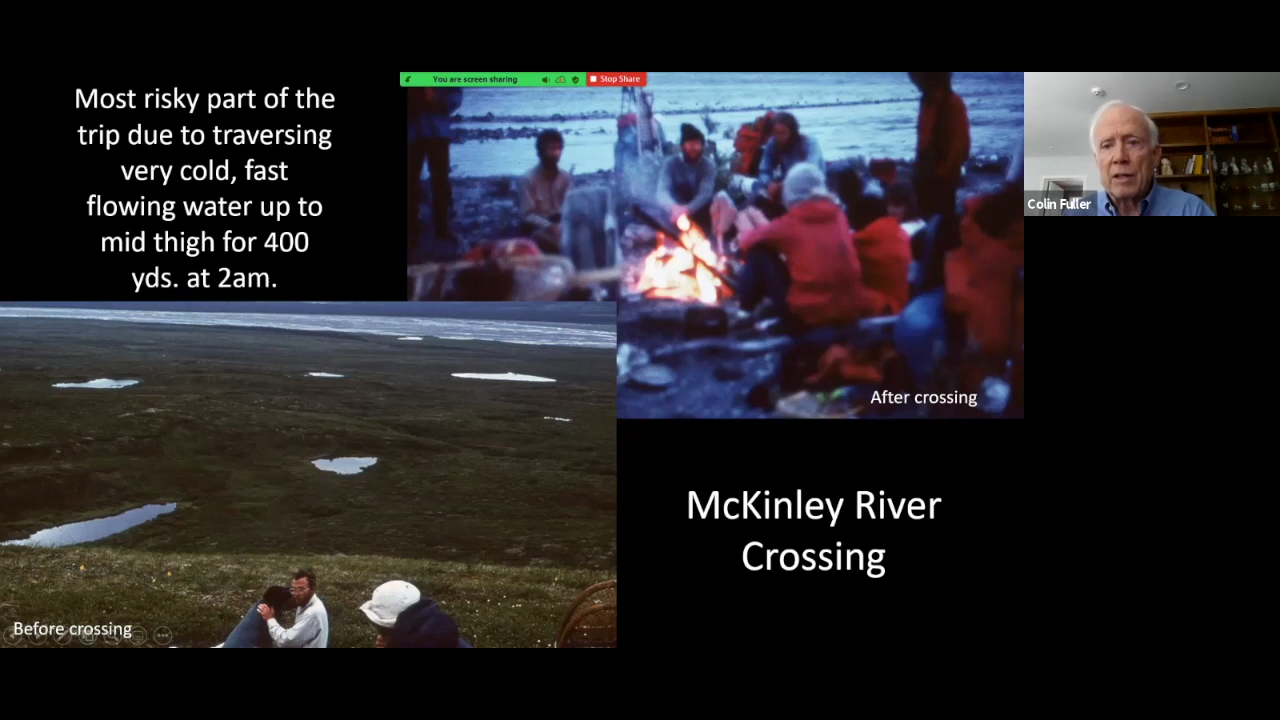 Most risky part of the
trip due to traversing
very cold, fast
flowing water up to
mid thigh for 400
yds. at 2am.
You are screen sharing
Stop Share
Colin Fuller
After crossing
McKinley River
Crossing
Before crossing